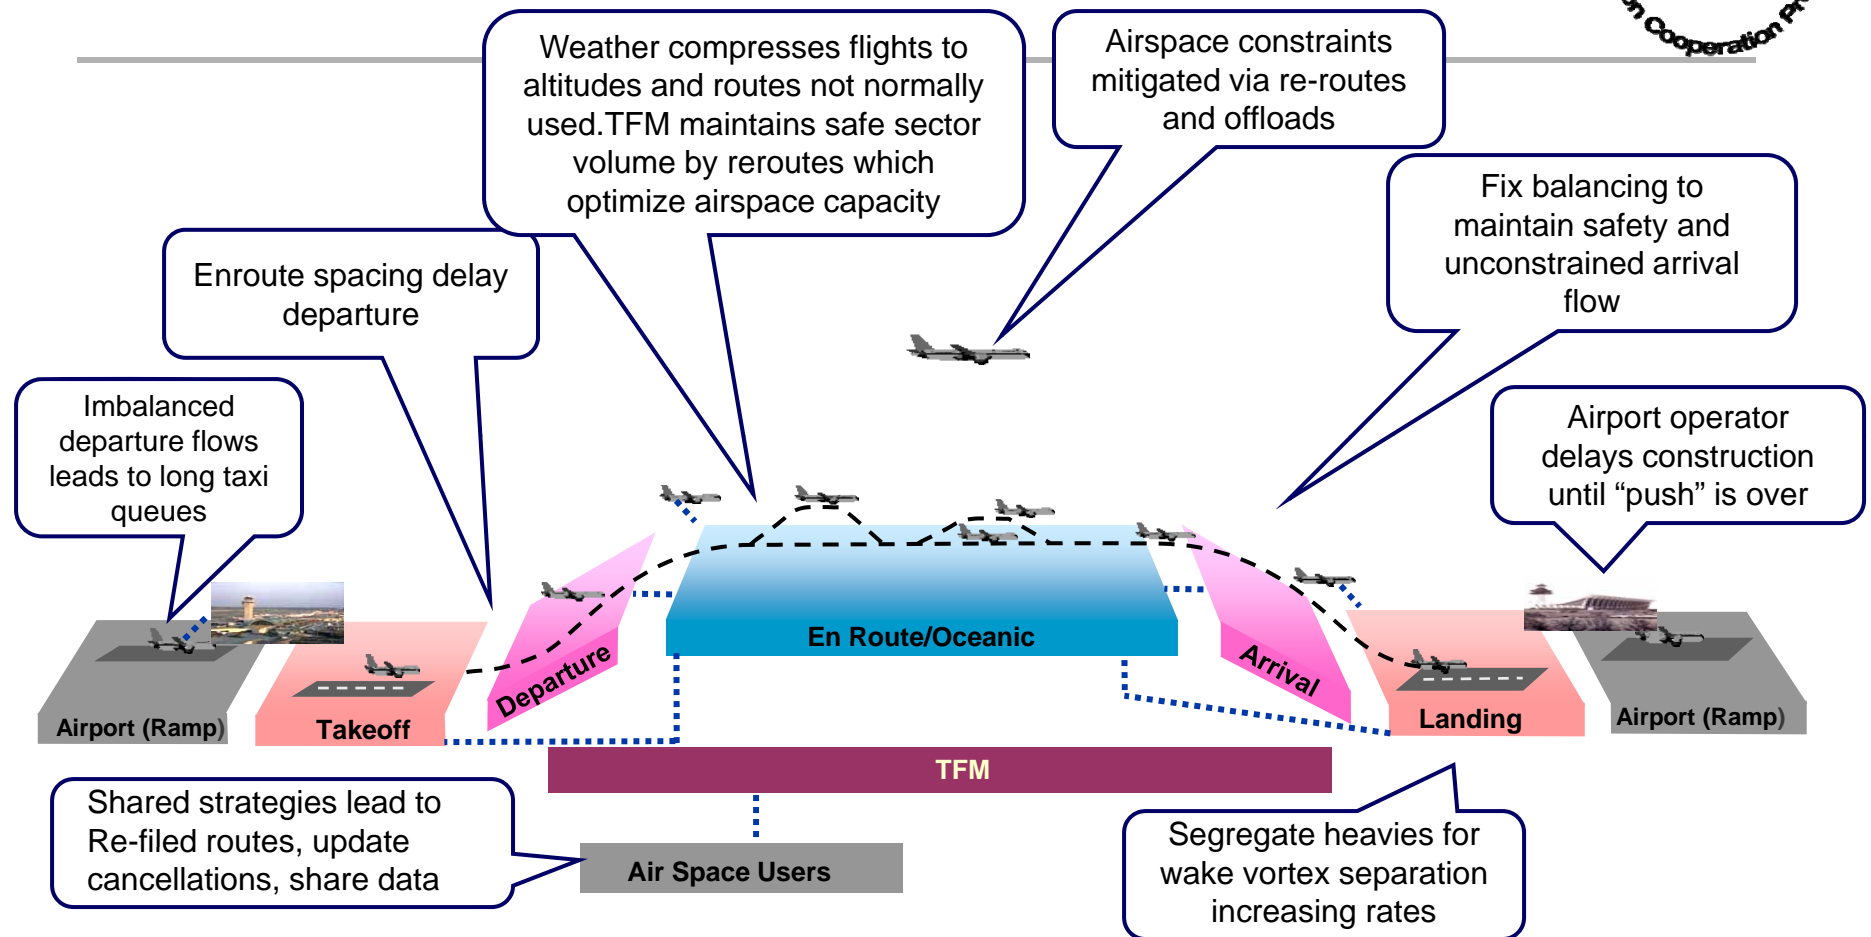 on Cooperation Pr
Weather compresses flights to
altitudes and routes not normally
used.TFM maintains safe sector
volume by reroutes which
optimize airspace capacity
Airspace constraints
mitigated via re-routes
and offloads
Fix balancing to
maintain safety and
unconstrained arrival
flow
Enroute spacing delay
departure
Imbalanced
departure flows
leads to long taxi
queues
Airport operator
delays construction
until “push” is over
En Route/Oceanic
Departure
Arrival
Airport (Ramp)
Takeoff
Landing
Airport (Ramp)
TFM
Shared strategies lead to
Re-filed routes, update
cancellations, share data
Air Space Users
Segregate heavies for
wake vortex separation
increasing rates